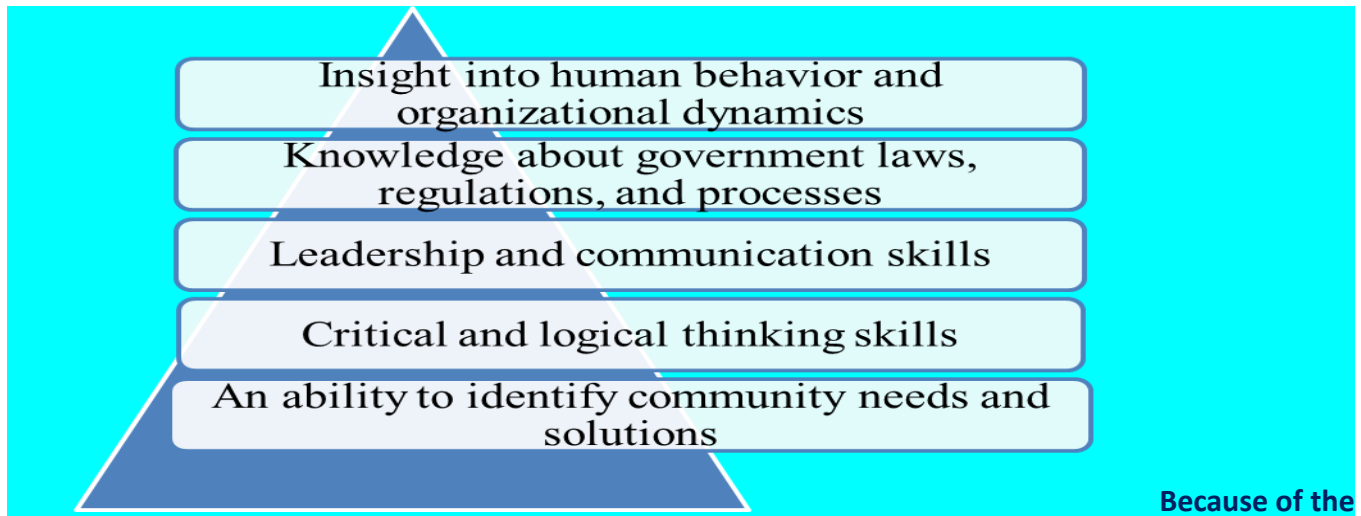 Insight into human behavior and
organizational dynamics
Knowledge about government laws,
regulations, and processes
Leadership and communication skills
Critical and logical thinking skills
An ability to identify community needs and
solutions
Because of the